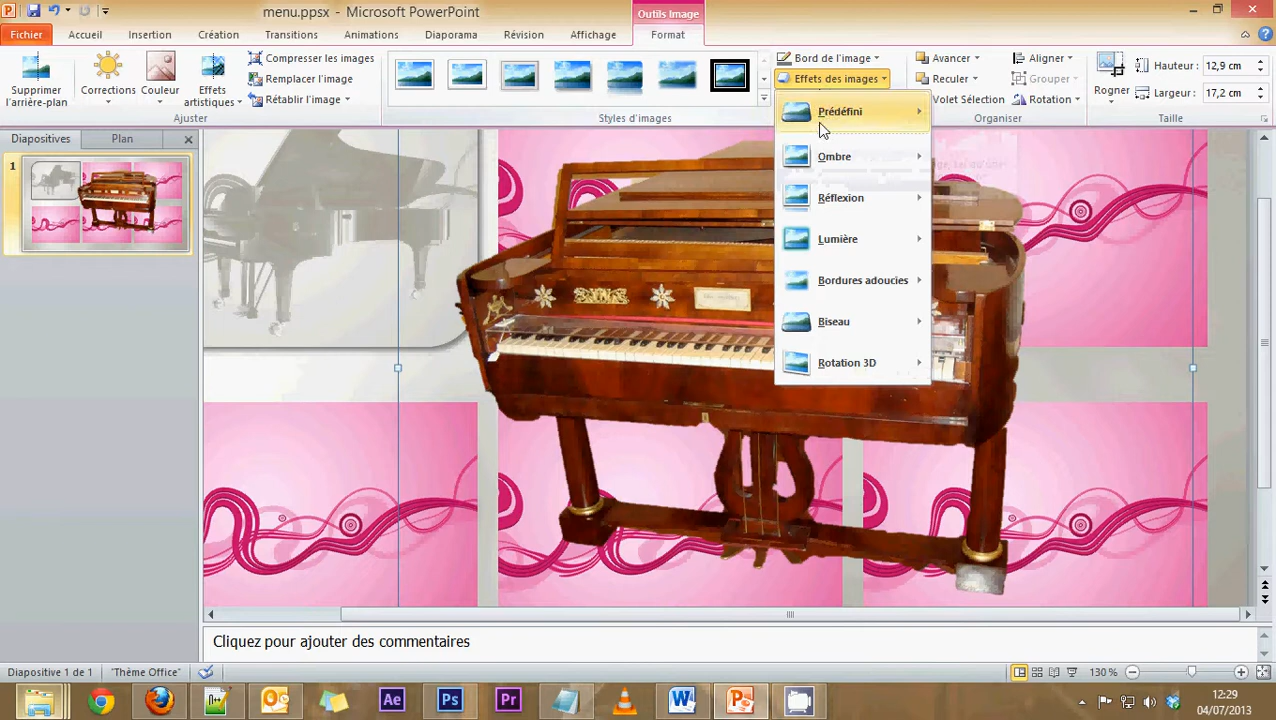 menu.ppsx - Microsoft PowerPoint
Outils Image
Fichier
Accueil
Insertion
Création
Transitions
Animations
Diaporama
Révision
Affichage
Format
Supprimer
l'arrière-plan
Corrections
Couleur
Effets
artistiques
Compresser les images
Remplacer l'image
Rétablir l'image
Ajuster
Styles d'images
Bord de l'image
Effets des images
Avancer
Reculer
Volet Sélection
Aligner
Grouper
Rotation
Organiser
Rogner
Hauteur :
12,9 cm
Largeur :
17,2 cm
Taille
Prédéfini
Ombre
Réflexion
Lumière
Bordures adoucies
Biseau
Rotation 3D
Diapositives
Plan
1
Cliquez pour ajouter des commentaires
Diapositive 1 de 1
"Thème Office"
130 %
Ae
Ps
Pr
12:29
04/07/2013